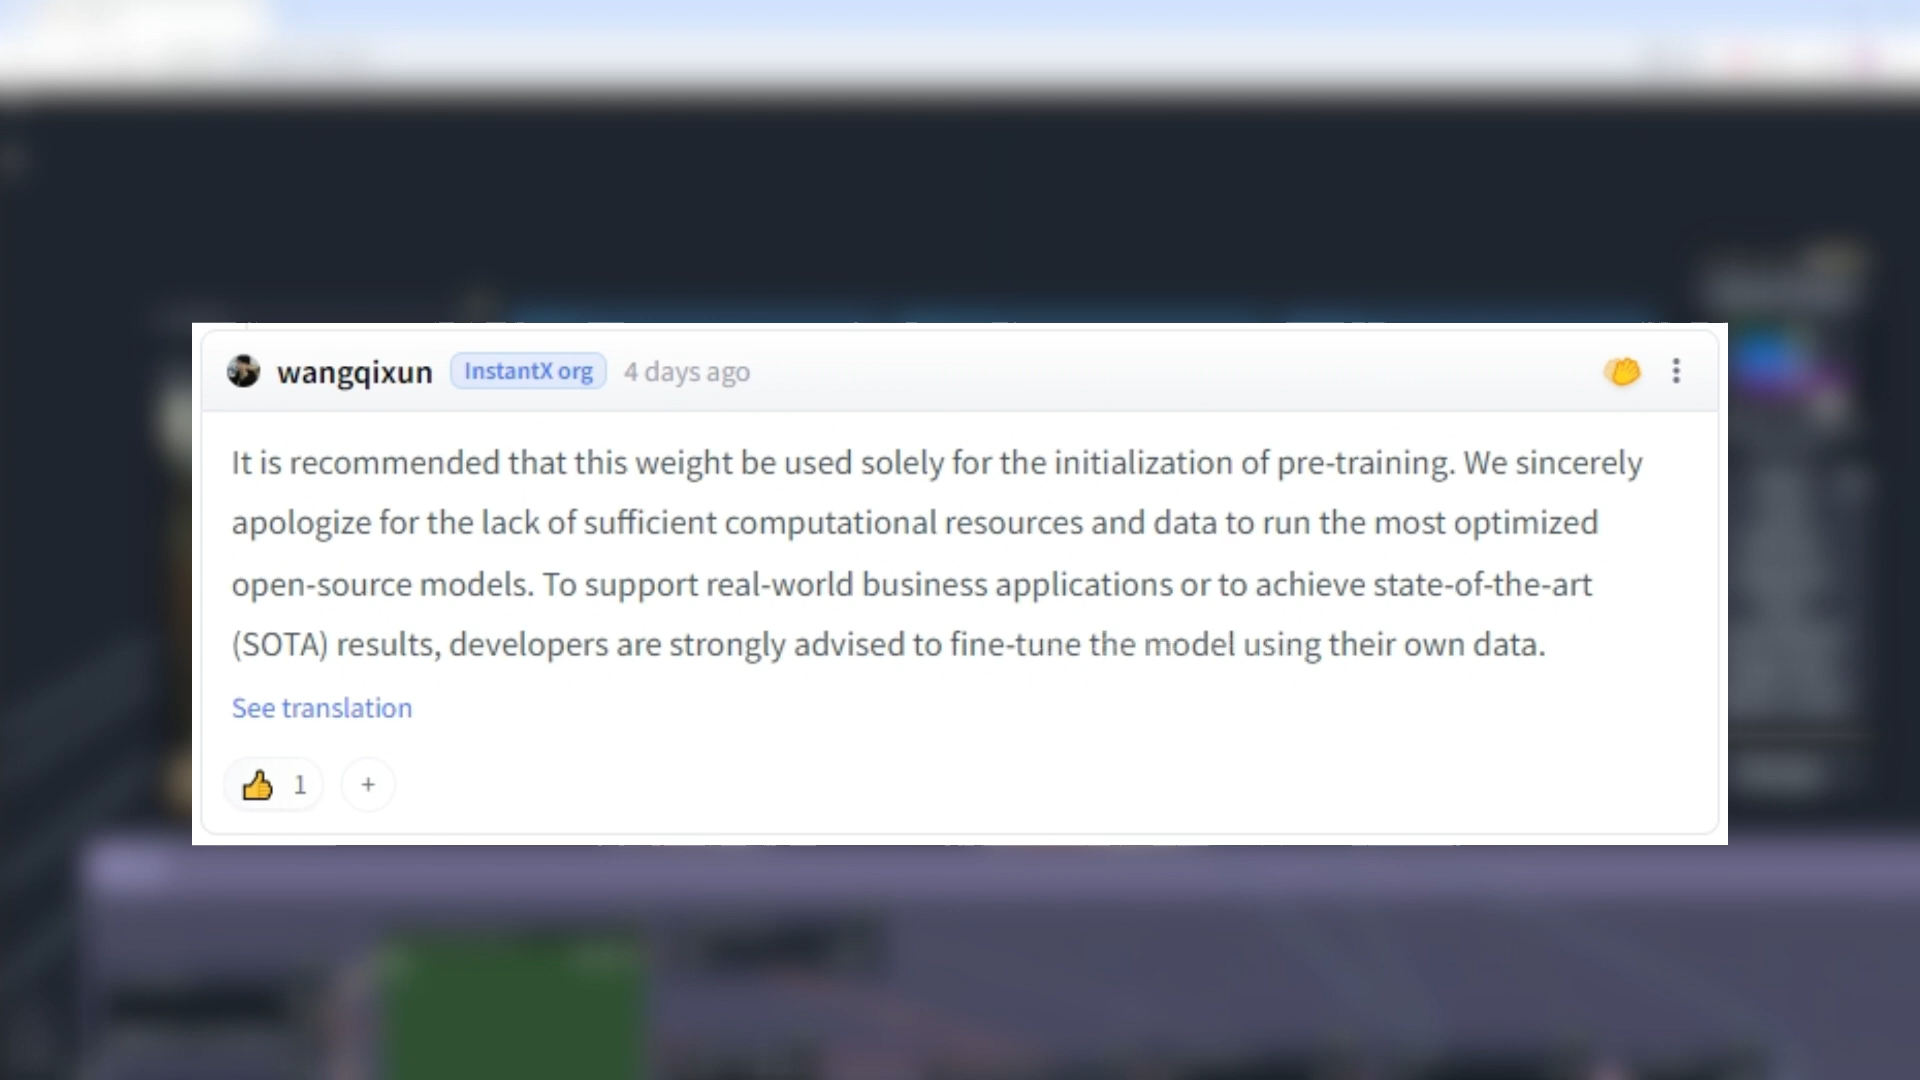 wangqixun InstantX org 4 days ago
It is recommended that this weight be used solely for the initialization of pre-training. We sincerely
apologize for the lack of sufficient computational resources and data to run the most optimized
open-source models. To support real-world business applications or to achieve state-of-the-art
(SOTA) results, developers are strongly advised to fine-tune the model using their own data.
See translation
👍 1 +